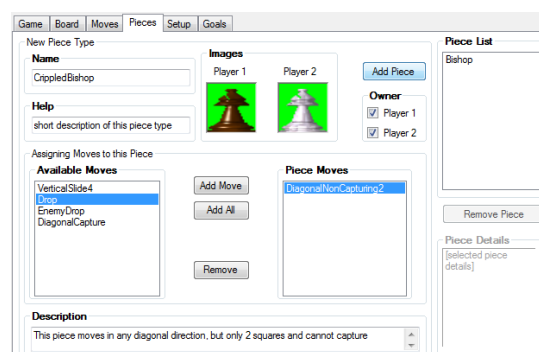 Game Board Moves Pieces Setup Goals
New Piece Type
Name
CrippledBishop
Help
short description of this piece type
Images
Player 1 Player 2
Add Piece
Owner
Player 1
Player 2
Assigning Moves to this Piece
Available Moves
VerticalSlide4
Drop
EnemyDrop
DiagonalCapture
Add Move
Add All
Remove
Piece Moves
DiagonalNonCapturing2
Description
This piece moves in any diagonal direction, but only 2 squares and cannot capture
Piece List
Bishop
Remove Piece
Piece Details
[selected piece
details]